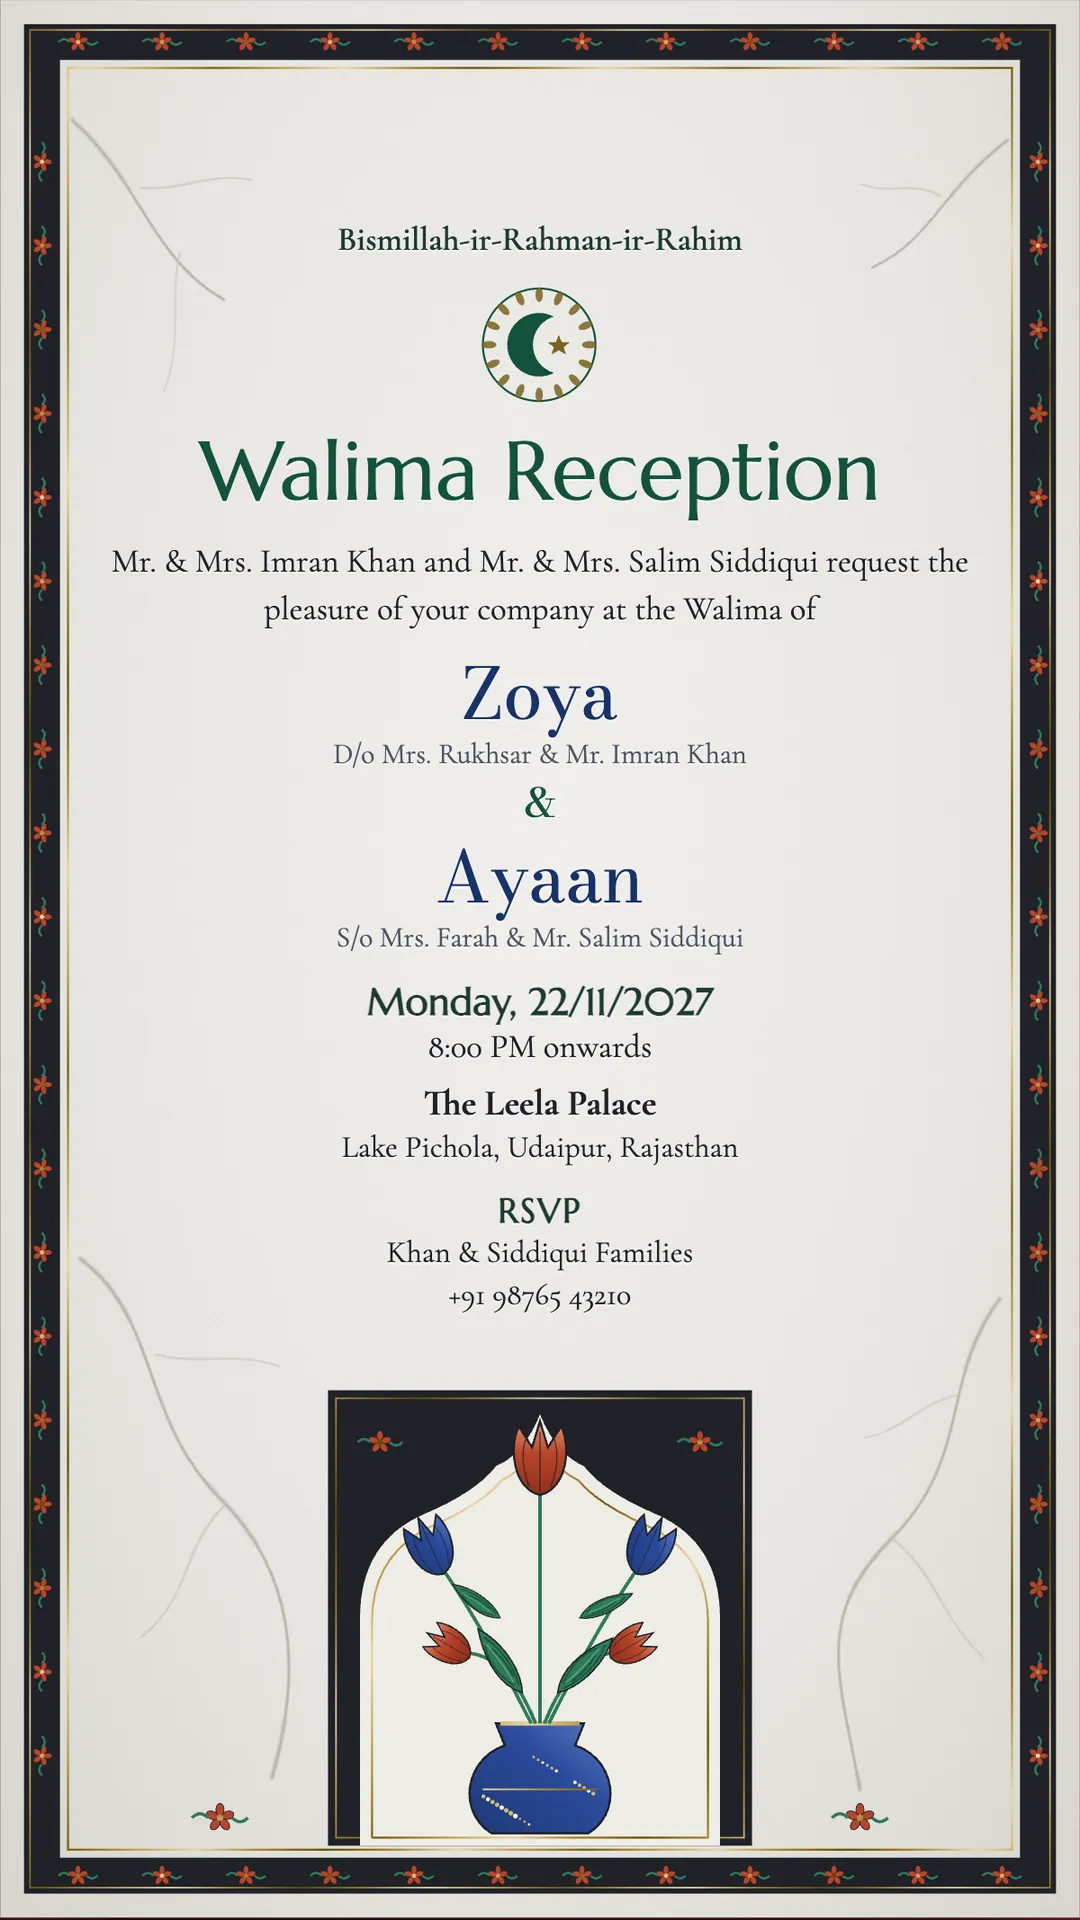 Bismillah-ir-Rahman-ir-Rahim
Walima Reception
Mr. & Mrs. Imran Khan and Mr. & Mrs. Salim Siddiqui request the
pleasure of your company at the Walima of
Zoya
D/o Mrs. Rukhsar & Mr. Imran Khan
&
Ayaan
S/o Mrs. Farah & Mr. Salim Siddiqui
Monday, 22/11/2027
8:00 PM onwards
The Leela Palace
Lake Pichola, Udaipur, Rajasthan
RSVP
Khan & Siddiqui Families
+91 98765 43210